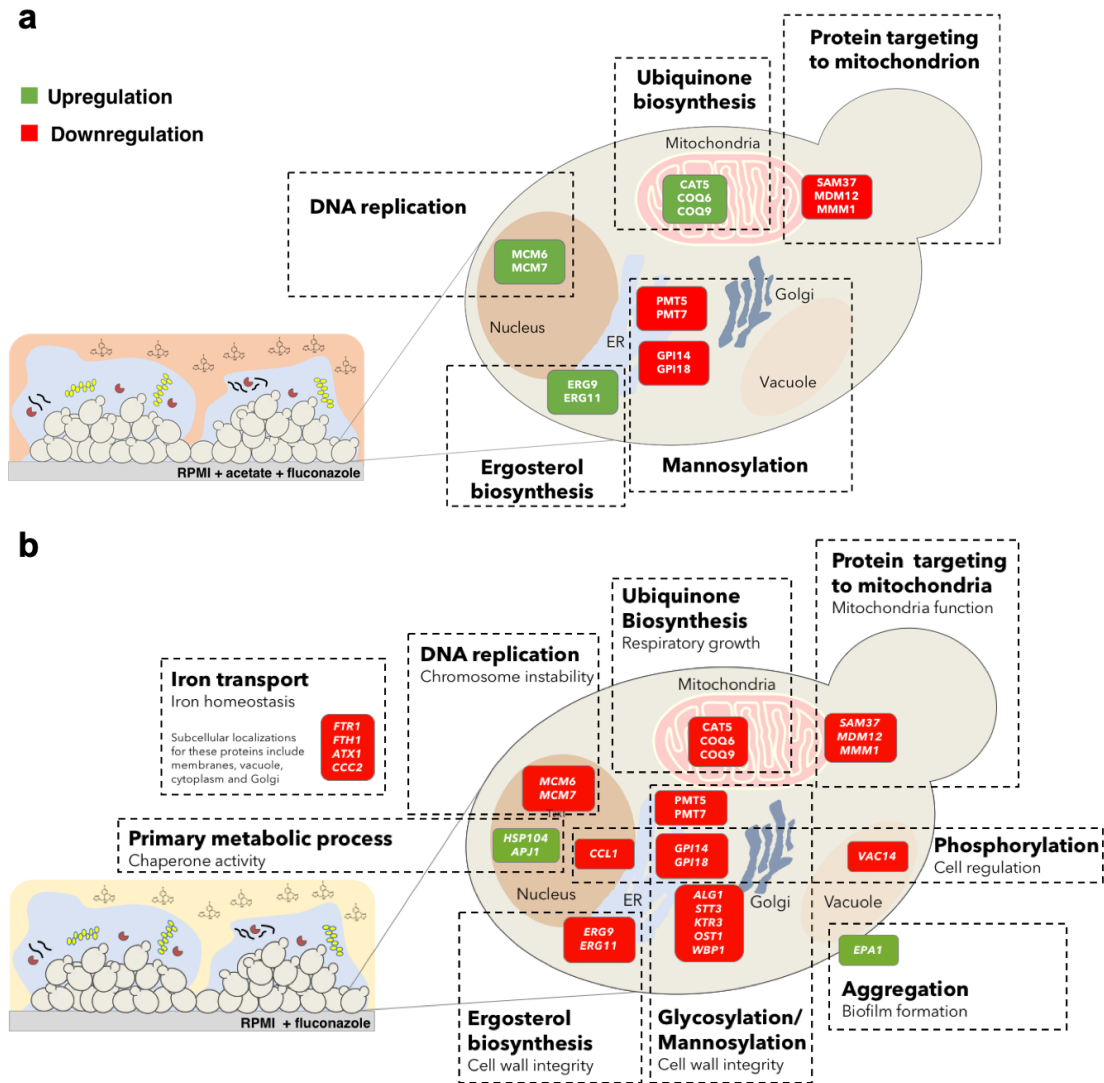 a
Upregulation
Downregulation
Protein targeting
to mitochondrion
Ubiquinone
biosynthesis
Mitochondria
CAT5
COQ6
COQ9
SAM37
MDM12
MMM1
DNA replication
MCM6
MCM7
Nucleus
PMT5
PMT7
Golgi
ER
GPI14
GPI18
Vacuole
ERG9
ERG11
Ergosterol
biosynthesis
Mannosylation
RPMI + acetate + fluconazole
b
Protein targeting
to mitochondria
Mitochondria function
Ubiquinone
Biosynthesis
Respiratory growth
DNA replication
Chromosome instability
Iron transport
Iron homeostasis
Subcellular localizations
for these proteins include
membranes, vacuole,
cytoplasm and Golgi
FTR1
FTH1
ATX1
CCC2
Mitochondria
CAT5
COQ6
COQ9
SAM37
MDM12
MMM1
MCM6
MCM7
PMT5
PMT7
Primary metabolic process
Chaperone activity
HSP104
APJ1
CCL1
GPI14
GPI18
VAC14
Phosphorylation
Cell regulation
Nucleus
ER
ALG1
STT3
KTR3
OST1
WBP1
Golgi
Vacuole
ERG9
ERG11
EPA1
Aggregation
Biofilm formation
Ergosterol
biosynthesis
Cell wall integrity
Glycosylation/
Mannosylation
Cell wall integrity
RPMI + fluconazole